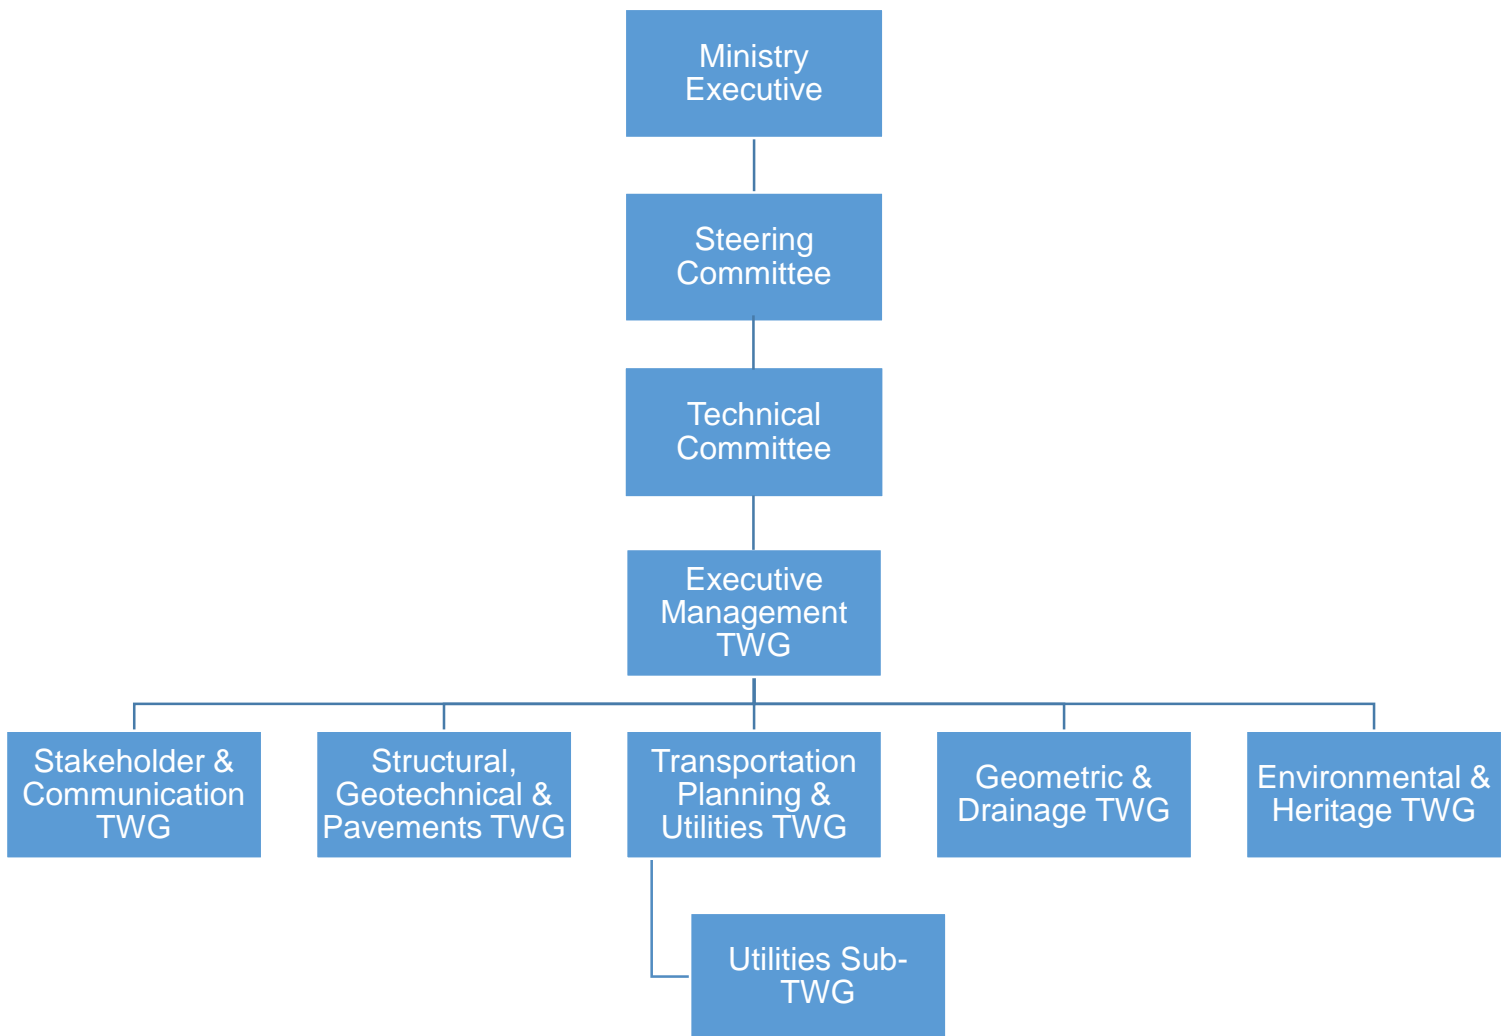 Ministry
Executive
Steering
Committee
Technical
Committee
Executive
Management
TWG
Stakeholder &
Communication
TWG
Structural,
Geotechnical &
Pavements TWG
Transportation
Planning &
Utilities TWG
Geometric &
Drainage TWG
Environmental &
Heritage TWG
Utilities Sub-
TWG